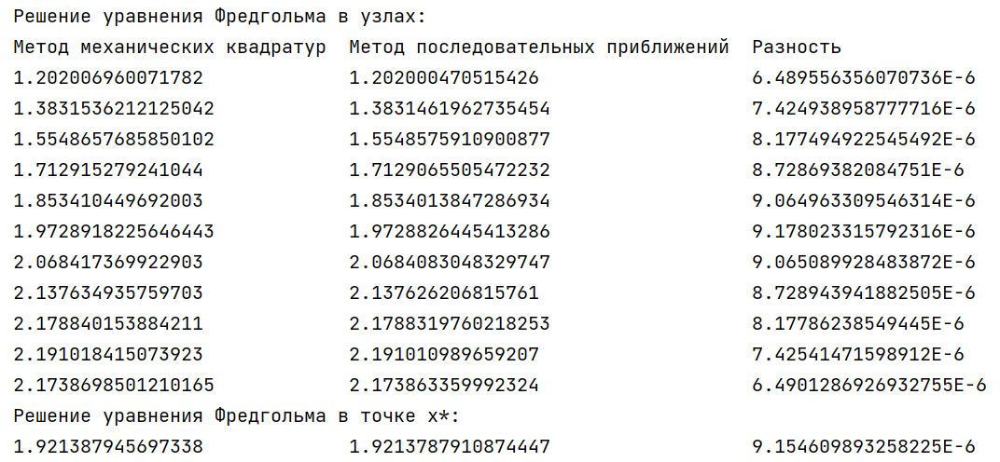 Решение уравнения Фредгольма в узлах:
Метод механических квадратур  Метод последовательных приближений  Разность
1.202006960071782             1.202000470515426                   6.489556356070736E-6
1.3831536212125042            1.3831461962735454                  7.424938958777716E-6
1.5548657685850102            1.5548575910900877                  8.177494922545492E-6
1.712915279241044             1.7129065505472232                  8.72869382084751E-6
1.853410449692003             1.8534013847286934                  9.064963309546314E-6
1.9728918225646443            1.9728826445413286                  9.178023315792316E-6
2.068417369922903             2.0684083048329747                  9.065089928483872E-6
2.137634935759703             2.137626206815761                   8.728943941882505E-6
2.178840153884211             2.1788319760218253                  8.17786238549445E-6
2.191018415073923             2.191010989659207                   7.42541471598912E-6
2.1738698501210165            2.173863359992324                   6.4901286926932755E-6
Решение уравнения Фредгольма в точке x*:
1.921387945697338             1.9213787910874447                  9.154609893258225E-6